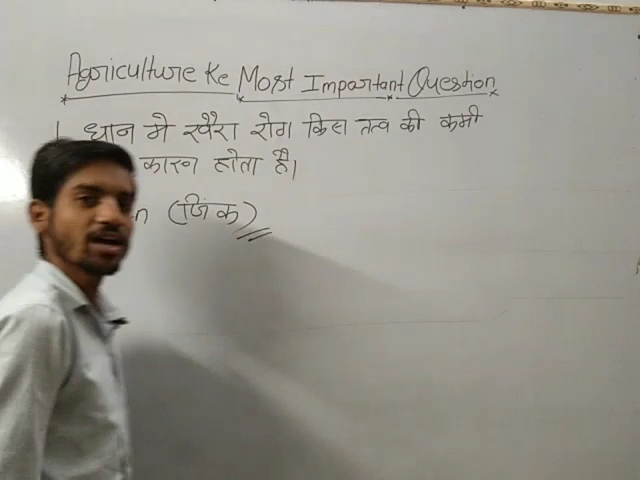 Agriculture Ke Most Important Question
1 धान मे खैरा रोग किस तत्व की कमी
कारण होता है।
n (जिंक)